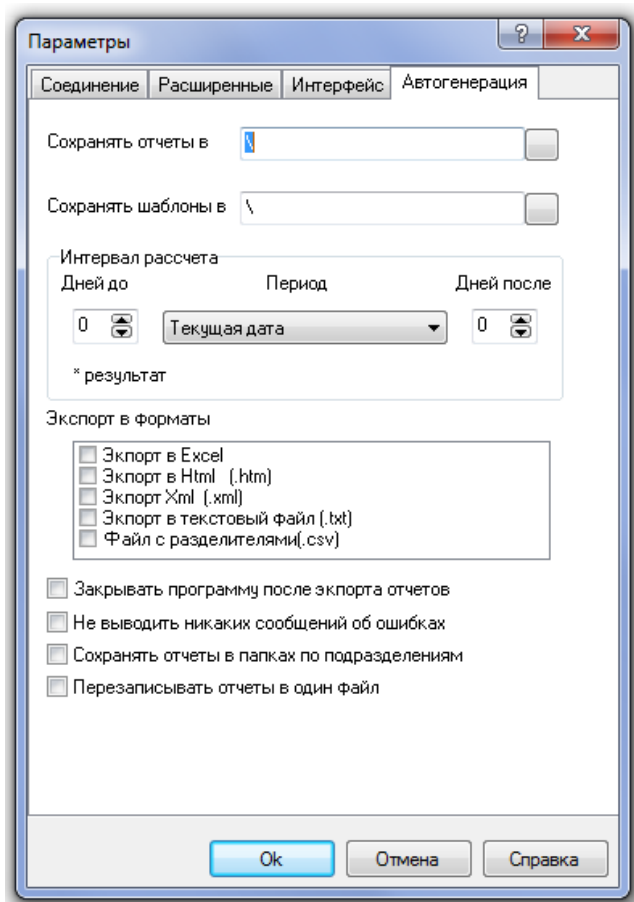 Параметры
Соединение Расширенные Интерфейс Автогенерация
Сохранять отчеты в \
Сохранять шаблоны в \
Интервал рассчета
Дней до Период Дней после
0 Текущая дата 0
* результат
Экспорт в форматы
Экпорт в Excel
Экпорт в Html (.htm)
Экпорт Xml (.xml)
Экпорт в текстовый файл (.txt)
Файл с разделителями(.csv)
Закрывать программу после экпорта отчетов
Не выводить никаких сообщений об ошибках
Сохранять отчеты в папках по подразделениям
Перезаписывать отчеты в один файл
Ok Отмена Справка